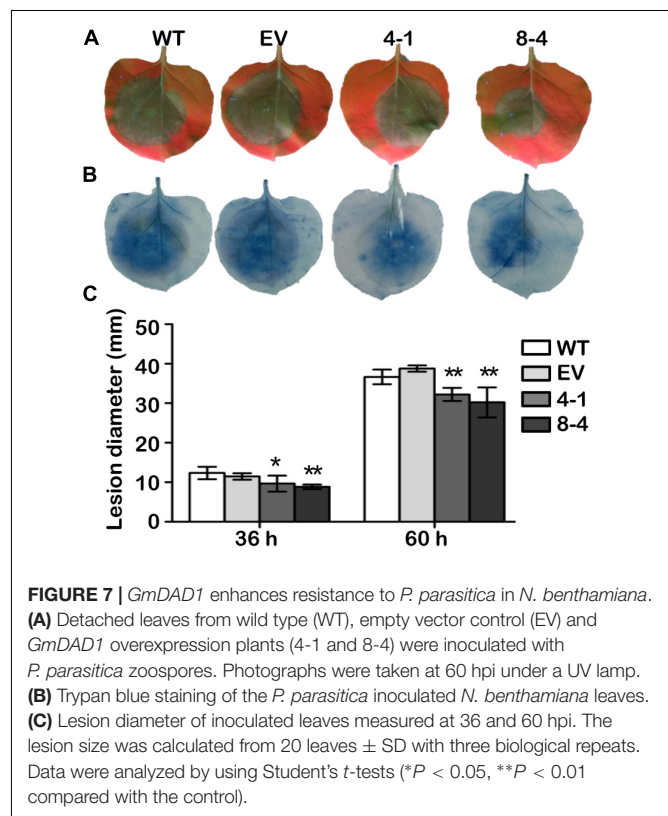 A WT EV 4-1 8-4
B
C
Lesion diameter (mm)
50
40
30
20
10
0
** **
* **
36 h 60 h
WT
EV
4-1
8-4
FIGURE 7 | GmDAD1 enhances resistance to P. parasitica in N. benthamiana.
(A) Detached leaves from wild type (WT), empty vector control (EV) and
GmDAD1 overexpression plants (4-1 and 8-4) were inoculated with
P. parasitica zoospores. Photographs were taken at 60 hpi under a UV lamp.
(B) Trypan blue staining of the P. parasitica inoculated N. benthamiana leaves.
(C) Lesion diameter of inoculated leaves measured at 36 and 60 hpi. The
lesion size was calculated from 20 leaves ± SD with three biological repeats.
Data were analyzed by using Student's t-tests (*P < 0.05, **P < 0.01
compared with the control).